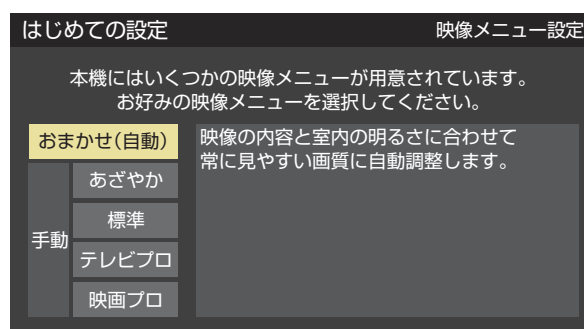 はじめての設定
映像メニュー設定
本機にはいくつかの映像メニューが用意されています。
お好みの映像メニューを選択してください。
おまかせ(自動)
映像の内容と室内の明るさに合わせて
常に見やすい画質に自動調整します。
手動
あざやか
標準
テレビプロ
映画プロ